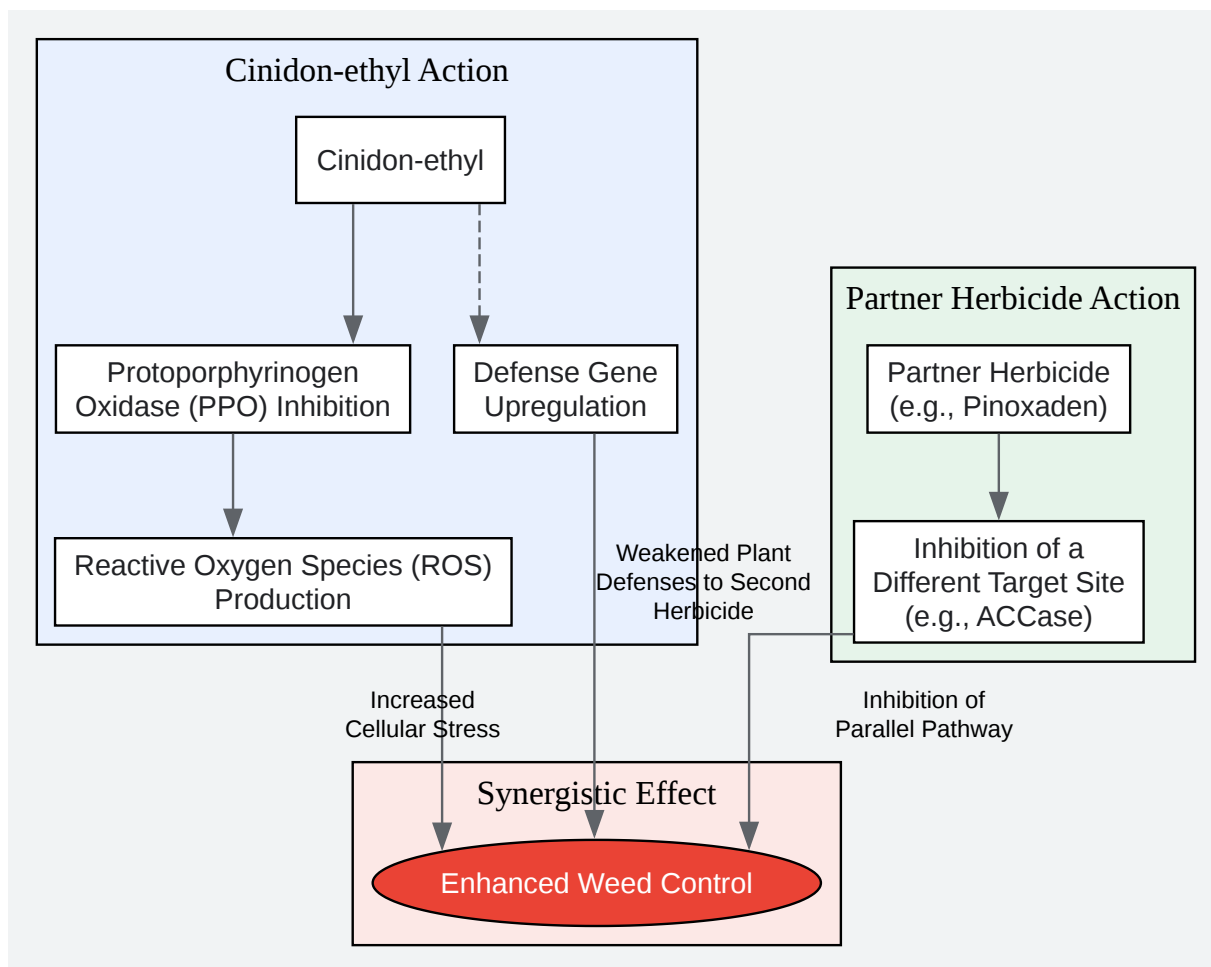 Cinidon-ethyl Action
Cinidon-ethyl
Protoporphyrinogen
Oxidase (PPO) Inhibition
Defense Gene
Upregulation
Reactive Oxygen Species (ROS)
Production
Partner Herbicide Action
Partner Herbicide
(e.g., Pinoxaden)
Inhibition of a
Different Target Site
(e.g., ACCase)
Weakened Plant
Defenses to Second
Herbicide
Increased
Cellular Stress
Inhibition of
Parallel Pathway
Synergistic Effect
Enhanced Weed Control